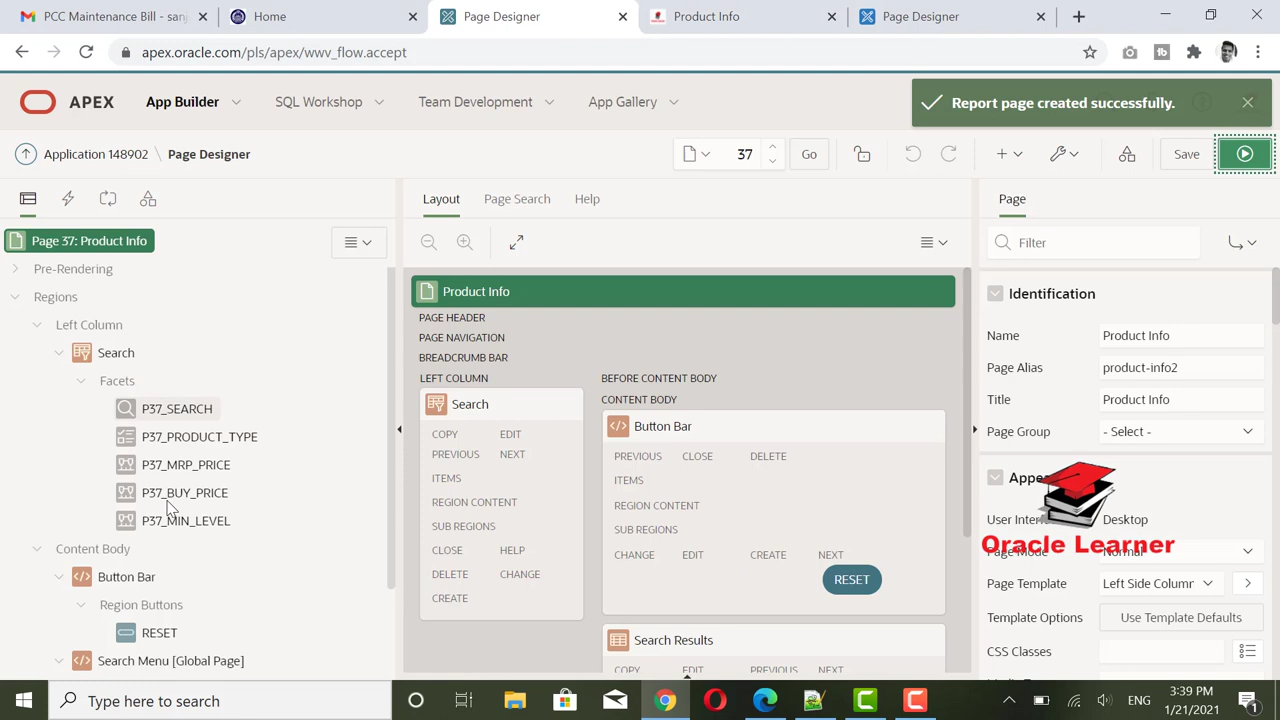 PCC Maintenance Bill - sanj
Home
Page Designer
Product Info
Page Designer
apex.oracle.com/pls/apex/wwv_flow.accept
APEX
App Builder
SQL Workshop
Team Development
App Gallery
Report page created successfully.
Application 148902
Page Designer
37
Go
Save
Layout
Page Search
Help
Page
Page 37: Product Info
Filter
Pre-Rendering
Regions
Left Column
Search
Facets
P37_SEARCH
P37_PRODUCT_TYPE
P37_MRP_PRICE
P37_BUY_PRICE
P37_MIN_LEVEL
Content Body
Button Bar
Region Buttons
RESET
Search Menu [Global Page]
Product Info
PAGE HEADER
PAGE NAVIGATION
BREADCRUMB BAR
LEFT COLUMN
BEFORE CONTENT BODY
CONTENT BODY
Search
COPY EDIT
PREVIOUS NEXT
ITEMS
REGION CONTENT
SUB REGIONS
CLOSE HELP
DELETE CHANGE
CREATE
Button Bar
PREVIOUS CLOSE DELETE
ITEMS
REGION CONTENT
SUB REGIONS
CHANGE EDIT CREATE NEXT
RESET
Search Results
COPY EDIT PREVIOUS NEXT
Identification
Name Product Info
Page Alias product-info2
Title Product Info
Page Group - Select -
User Desktop
Oracle Learner
Page Mode Normal
Page Template Left Side Column
Template Options Use Template Defaults
CSS Classes
Type here to search
ENG
3:39 PM
1/21/2021
1